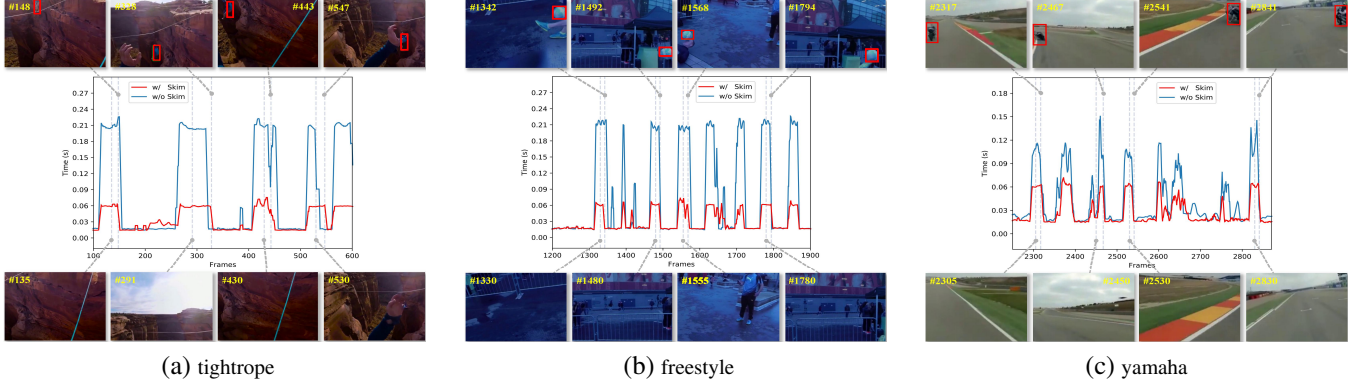 #148 #328 #443 #547
w/ Skim
w/o Skim
0.27
0.24
0.21
0.18
0.15
0.12
0.09
0.06
0.03
0.00
Time (s)
100 200 300 400 500 600
Frames
#135 #291 #430 #530
(a) tightrope
#1342 #1492 #1568 #1794
w/ Skim
w/o Skim
0.27
0.24
0.21
0.18
0.15
0.12
0.09
0.06
0.03
0.00
Time (s)
1200 1300 1400 1500 1600 1700 1800 1900
Frames
#1330 #1480 #1555 #1780
(b) freestyle
#2317 #2467 #2541 #2841
w/ Skim
w/o Skim
0.18
0.15
0.12
0.09
0.06
0.03
0.00
Time (s)
2300 2400 2500 2600 2700 2800
Frames
#2305 #2450 #2530 #2830
(c) yamaha